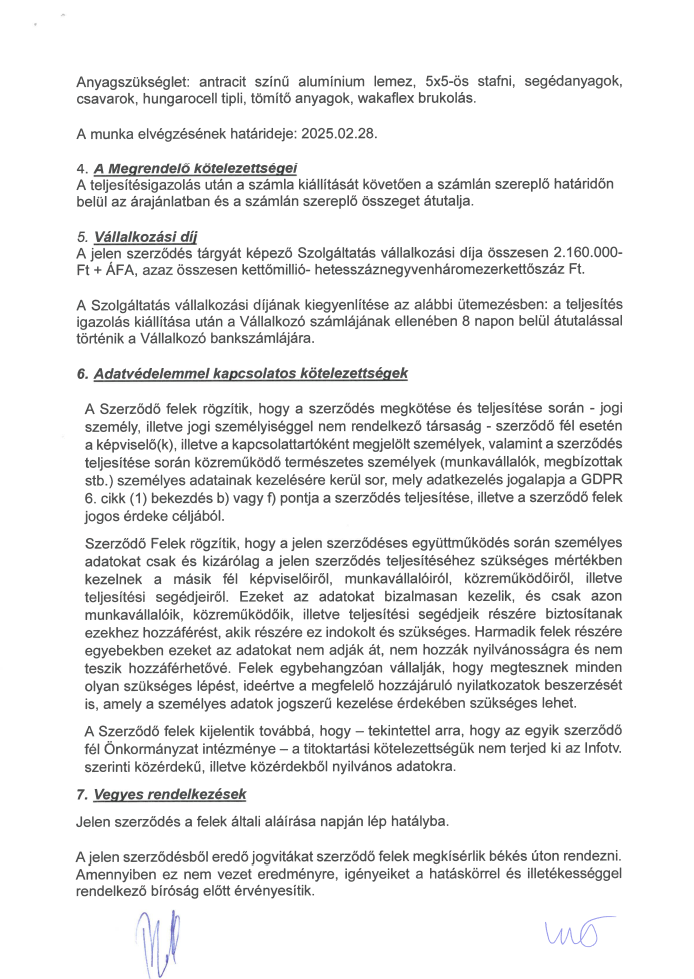 Anyagszükséglet: antracit színű alumínium lemez, 5x5-ös stafni, segédanyagok,
csavarok, hungarocell tipli, tömítő anyagok, wakaflex brukolás.
A munka elvégzésének határideje: 2025.02.28.
4. A Megrendelő kötelezettségei
A teljesítésigazolás után a számla kiállítását követően a számlán szereplő határidőn
belül az árajánlatban és a számlán szereplő összeget átutalja.
5. Vállalkozási díj
A jelen szerződés tárgyát képező Szolgáltatás vállalkozási díja összesen 2.160.000-
Ft + ÁFA, azaz összesen kettőmillió- hetesszáznegyvenháromezerkettőszáz Ft.
A Szolgáltatás vállalkozási díjának kiegyenlítése az alábbi ütemezésben: a teljesítés
igazolás kiállítása után a Vállalkozó számlájának ellenében 8 napon belül átutalással
történik a Vállalkozó bankszámlájára.
6. Adatvédelemmel kapcsolatos kötelezettségek
A Szerződő felek rögzítik, hogy a szerződés megkötése és teljesítése során - jogi
személy, illetve jogi személyiséggel nem rendelkező társaság - szerződő fél esetén
a képviselő(k), illetve a kapcsolattartóként megjelölt személyek, valamint a szerződés
teljesítése során közreműködő természetes személyek (munkavállalók, megbízottak
stb.) személyes adatainak kezelésére kerül sor, mely adatkezelés jogalapja a GDPR
6. cikk (1) bekezdés b) vagy f) pontja a szerződés teljesítése, illetve a szerződő felek
jogos érdeke céljából.
Szerződő Felek rögzítik, hogy a jelen szerződéses együttműködés során személyes
adatokat csak és kizárólag a jelen szerződés teljesítéséhez szükséges mértékben
kezelnek a másik fél képviselőiről, munkavállalóiról, közreműködőiről, illetve
teljesítési segédjeiről. Ezeket az adatokat bizalmasan kezelik, és csak azon
munkavállalóik, közreműködőik, illetve teljesítési segédjeik részére biztosítanak
ezekhez hozzáférést, akik részére ez indokolt és szükséges. Harmadik felek részére
egyebekben ezeket az adatokat nem adják át, nem hozzák nyilvánosságra és nem
teszik hozzáférhetővé. Felek egybehangzóan vállalják, hogy megtesznek minden
olyan szükséges lépést, ideértve a megfelelő hozzájáruló nyilatkozatok beszerzését
is, amely a személyes adatok jogszerű kezelése érdekében szükséges lehet.
A Szerződő felek kijelentik továbbá, hogy – tekintettel arra, hogy az egyik szerződő
fél Önkormányzat intézménye – a titoktartási kötelezettségük nem terjed ki az Infotv.
szerinti közérdekű, illetve közérdekből nyilvános adatokra.
7. Vegyes rendelkezések
Jelen szerződés a felek általi aláírása napján lép hatályba.
A jelen szerződésből eredő jogvitákat szerződő felek megkísérlik békés úton rendezni.
Amennyiben ez nem vezet eredményre, igényeiket a hatáskörrel és illetékességgel
rendelkező bíróság előtt érvényesítik.